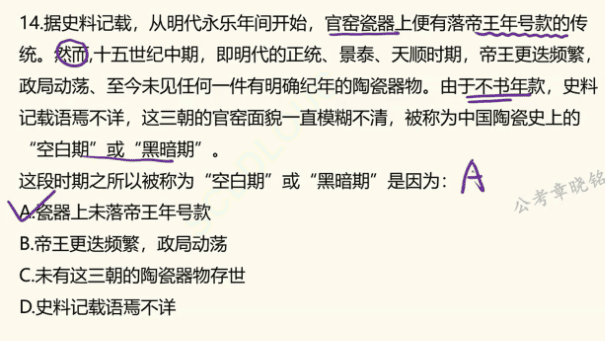 14.据史料记载，从明代永乐年间开始，官窑瓷器上便有落帝王年号款的传
统。然而,十五世纪中期，即明代的正统、景泰、天顺时期，帝王更迭频繁，
政局动荡、至今未见任何一件有明确纪年的陶瓷器物。由于不书年款，史料
记载语焉不详，这三朝的官窑面貌一直模糊不清，被称为中国陶瓷史上的
“空白期”或“黑暗期”。
这段时期之所以被称为“空白期”或“黑暗期”是因为：A
A.瓷器上未落帝王年号款
B.帝王更迭频繁，政局动荡
C.未有这三朝的陶瓷器物存世
D.史料记载语焉不详
公考章晓铭